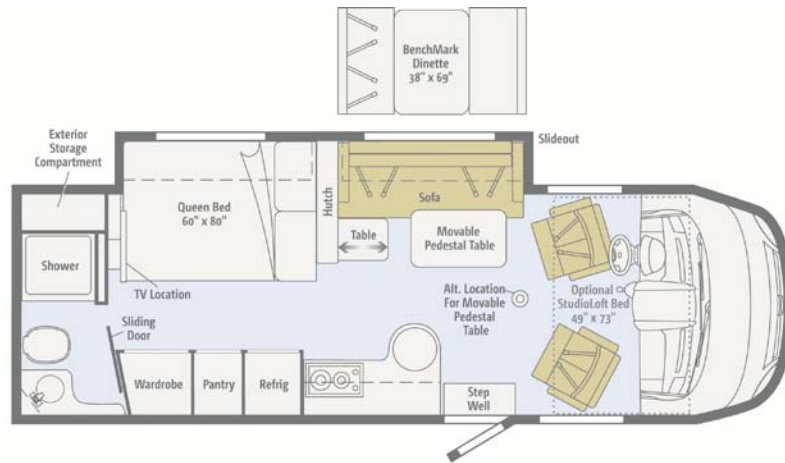 BenchMark
Dinette
38" x 69"
Exterior
Storage
Compartment
Slideout
Queen Bed
60" x 80"
Hutch
Sofa
Table
Movable
Pedestal Table
Shower
TV Location
Alt. Location
For Movable
Pedestal
Table
Optional
StudioLoft Bed
49" x 73"
Sliding
Door
Wardrobe
Pantry
Refrig
Step
Well